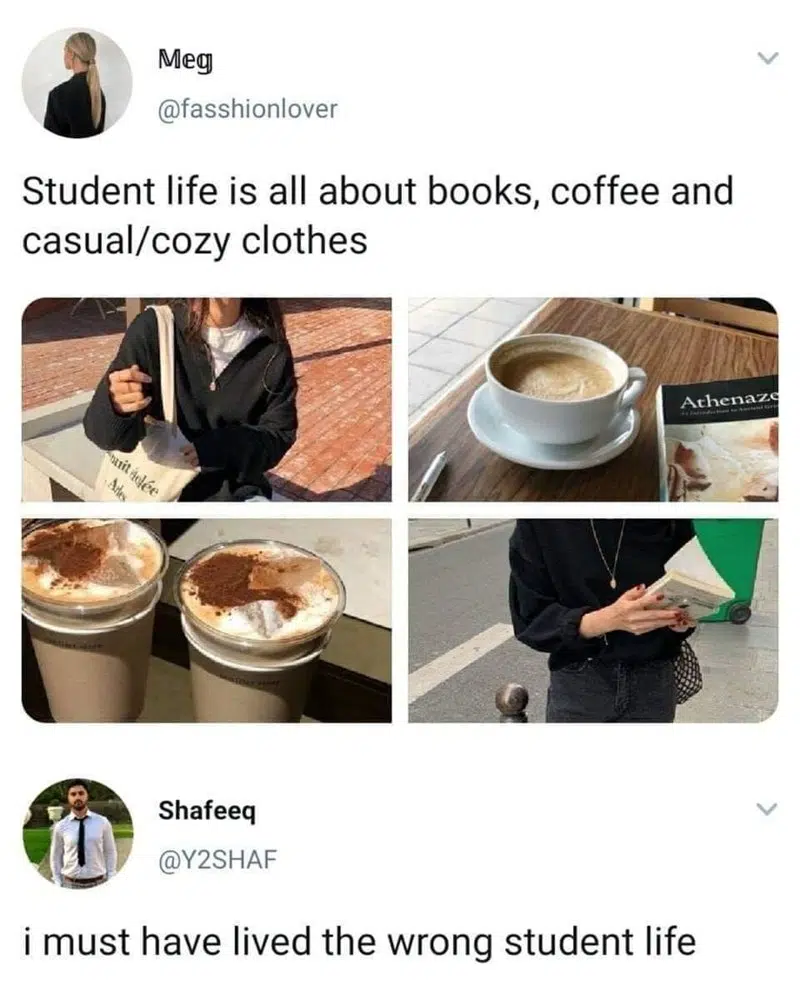 Meg
@fasshionlover
Student life is all about books, coffee and
casual/cozy clothes
Athenaze
Shafeeq
@Y2SHAF
i must have lived the wrong student life